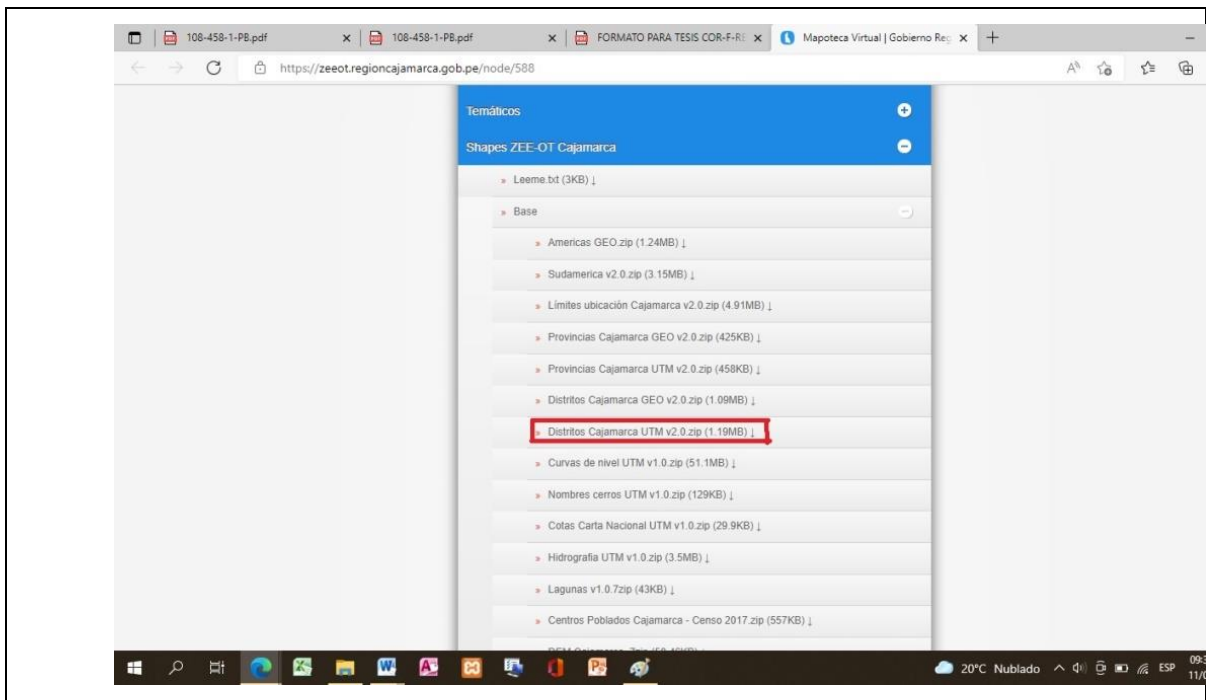 108-458-1-PB.pdf
108-458-1-PB.pdf
FORMATO PARA TESIS COR-F-RE
Mapoteca Virtual | Gobierno Reg
https://zeeot.regioncajamarca.gob.pe/node/588
Temáticos
Shapes ZEE-OT Cajamarca
» Leeme.txt (3KB) ↓
» Base
» Americas GEO.zip (1.24MB) ↓
» Sudamerica v2.0.zip (3.15MB) ↓
» Límites ubicación Cajamarca v2.0.zip (4.91MB) ↓
» Provincias Cajamarca GEO v2.0.zip (425KB) ↓
» Provincias Cajamarca UTM v2.0.zip (458KB) ↓
» Distritos Cajamarca GEO v2.0.zip (1.09MB) ↓
» Distritos Cajamarca UTM v2.0.zip (1.19MB) ↓
» Curvas de nivel UTM v1.0.zip (51.1MB) ↓
» Nombres cerros UTM v1.0.zip (129KB) ↓
» Cotas Carta Nacional UTM v1.0.zip (29.9KB) ↓
» Hidrografia UTM v1.0.zip (3.5MB) ↓
» Lagunas v1.0.7zip (43KB) ↓
» Centros Poblados Cajamarca - Censo 2017.zip (557KB) ↓
20°C Nublado
ESP